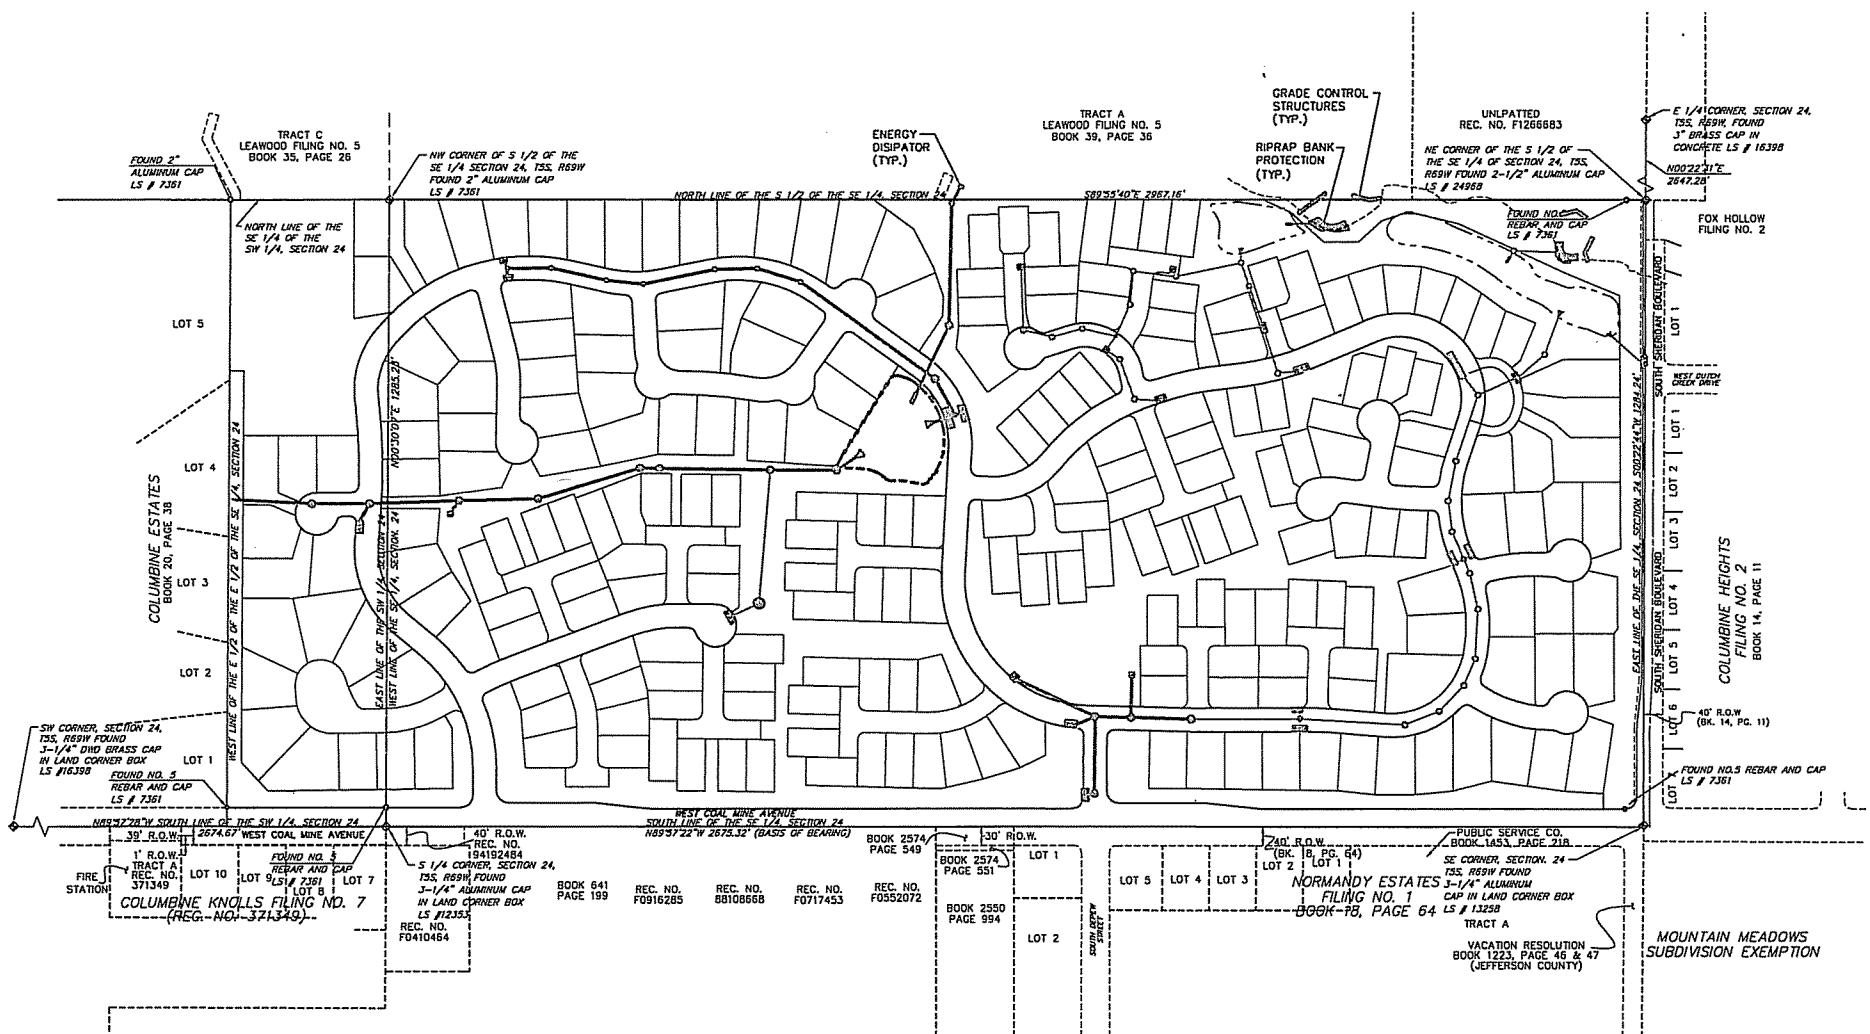 GRADE CONTROL
STRUCTURES
(TYP.)
TRACT A
LEAWOOD FILING NO. 5
BOOK 39, PAGE 36
UNLPATTED
REC. NO. F1266683
E 1/4 CORNER, SECTION 24,
T5S, R69W, FOUND
3" BRASS CAP IN
CONCRETE LS # 16398
TRACT C
LEAWOOD FILING NO. 5
BOOK 35, PAGE 26
ENERGY
DISIPATOR
(TYP.)
RIPRAP BANK
PROTECTION
(TYP.)
NE CORNER OF THE S 1/2 OF
THE SE 1/4 OF SECTION 24, T5S,
R69W FOUND 2-1/2" ALUMINUM CAP
LS # 24968
N00°22'21"E
2647.28'
FOUND 2"
ALUMINUM CAP
LS # 7361
NW CORNER OF S 1/2 OF THE
SE 1/4 SECTION 24, T5S, R69W
FOUND 2" ALUMINUM CAP
LS # 7361
NORTH LINE OF THE S 1/2 OF THE SE 1/4, SECTION 24
S89°55'40"E 2967.16'
NORTH LINE OF THE
SE 1/4 OF THE
SW 1/4, SECTION 24
FOUND NO.
REBAR AND CAP
LS # 7361
FOX HOLLOW
FILING NO. 2
LOT 5
LOT 4
LOT 3
LOT 2
LOT 1
COLUMBINE ESTATES
BOOK 20, PAGE 38
WEST LINE OF THE E 1/2 OF THE E 1/2 OF THE SE 1/4, SECTION 24
N00°30'07"E 1285.28'
EAST LINE OF THE SW 1/4, SECTION 24
WEST LINE OF THE SE 1/4, SECTION 24
EAST LINE OF THE SE 1/4, SECTION 24 S00°22'44"W 1284.24'
SOUTH SHERIDAN BOULEVARD
SOUTH SHERIDAN BOULEVARD
LOT 1
WEST DUTCH
CREEK DRIVE
LOT 1
LOT 2
LOT 3
LOT 4
LOT 5
LOT 6
LOT
COLUMBINE HEIGHTS
FILING NO. 2
BOOK 14, PAGE 11
40' R.O.W
(BK. 14, PG. 11)
SW CORNER, SECTION 24,
T5S, R69W FOUND
3-1/4" DWD BRASS CAP
IN LAND CORNER BOX
LS #16398
FOUND NO. 5
REBAR AND CAP
LS # 7361
FOUND NO.5 REBAR AND CAP
LS # 7361
N89°57'28"W SOUTH LINE OF THE SW 1/4, SECTION 24
2674.67'
WEST COAL MINE AVENUE
WEST COAL MINE AVENUE
SOUTH LINE OF THE SE 1/4, SECTION 24
N89°57'22"W 2675.32' (BASIS OF BEARING)
39' R.O.W.
1' R.O.W.
TRACT A
REC. NO.
371349
FIRE
STATION
LOT 10
LOT 9
LOT 8
LOT 7
FOUND NO. 5
REBAR AND CAP
LS # 7361
COLUMBINE KNOLLS FILING NO. 7
(REC. NO. 371349)
40' R.O.W.
REC. NO.
94192484
S 1/4 CORNER, SECTION 24,
T5S, R69W FOUND
3-1/4" ALUMINUM CAP
IN LAND CORNER BOX
LS #12353
REC. NO.
F0410464
BOOK 641
PAGE 199
REC. NO.
F0916285
REC. NO.
88108668
REC. NO.
F0717453
REC. NO.
F0552072
BOOK 2574
PAGE 549
BOOK 2574
PAGE 551
BOOK 2550
PAGE 994
30' R.O.W.
LOT 1
LOT 2
SOUTH DEPEW
STREET
LOT 5
LOT 4
LOT 3
LOT 2
LOT 1
40' R.O.W.
(BK. 18, PG. 64)
NORMANDY ESTATES
FILING NO. 1
BOOK 18, PAGE 64
PUBLIC SERVICE CO.
BOOK 1453, PAGE 218
SE CORNER, SECTION. 24
T5S, R69W FOUND
3-1/4" ALUMINUM
CAP IN LAND CORNER BOX
LS # 13258
TRACT A
VACATION RESOLUTION
BOOK 1223, PAGE 46 & 47
(JEFFERSON COUNTY)
MOUNTAIN MEADOWS
SUBDIVISION EXEMPTION